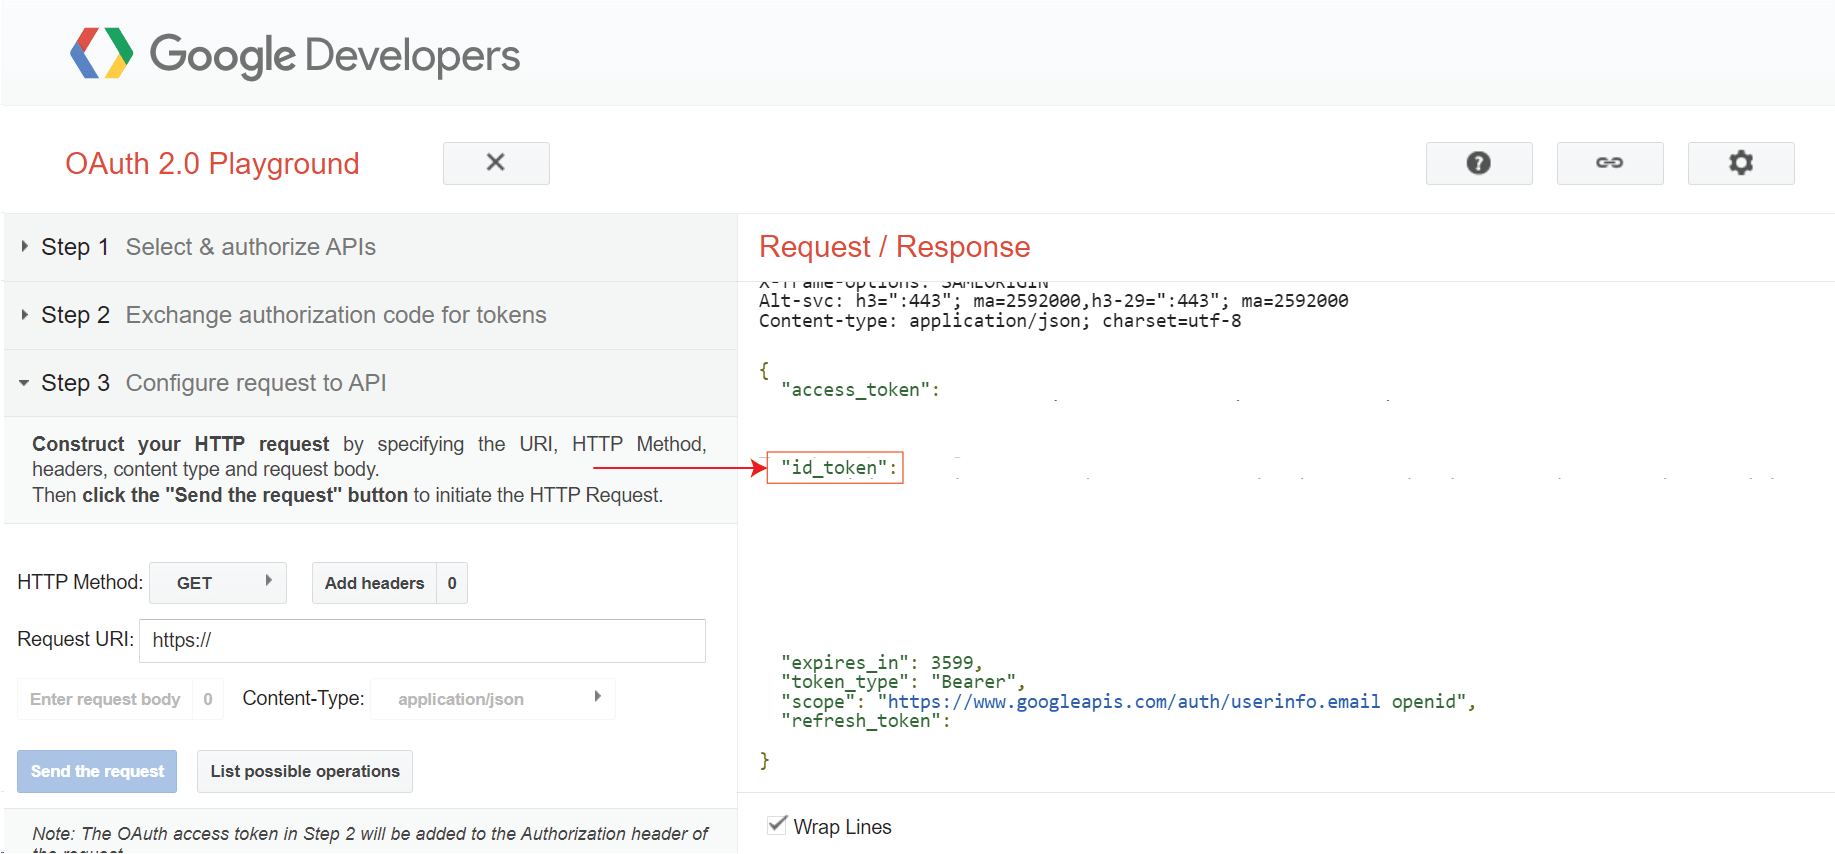 Google Developers
OAuth 2.0 Playground
Step 1 Select & authorize APIs
Step 2 Exchange authorization code for tokens
Step 3 Configure request to API
Construct your HTTP request by specifying the URI, HTTP Method,
headers, content type and request body.
Then click the "Send the request" button to initiate the HTTP Request.
HTTP Method: GET Add headers 0
Request URI: https://
Enter request body 0 Content-Type: application/json
Send the request List possible operations
Note: The OAuth access token in Step 2 will be added to the Authorization header of
the request
Request / Response
X-frame-options: SAMEORIGIN
Alt-svc: h3=":443"; ma=2592000,h3-29=":443"; ma=2592000
Content-type: application/json; charset=utf-8
{
"access_token":
"id_token":
"expires_in": 3599,
"token_type": "Bearer",
"scope": "https://www.googleapis.com/auth/userinfo.email openid",
"refresh_token":
}
Wrap Lines